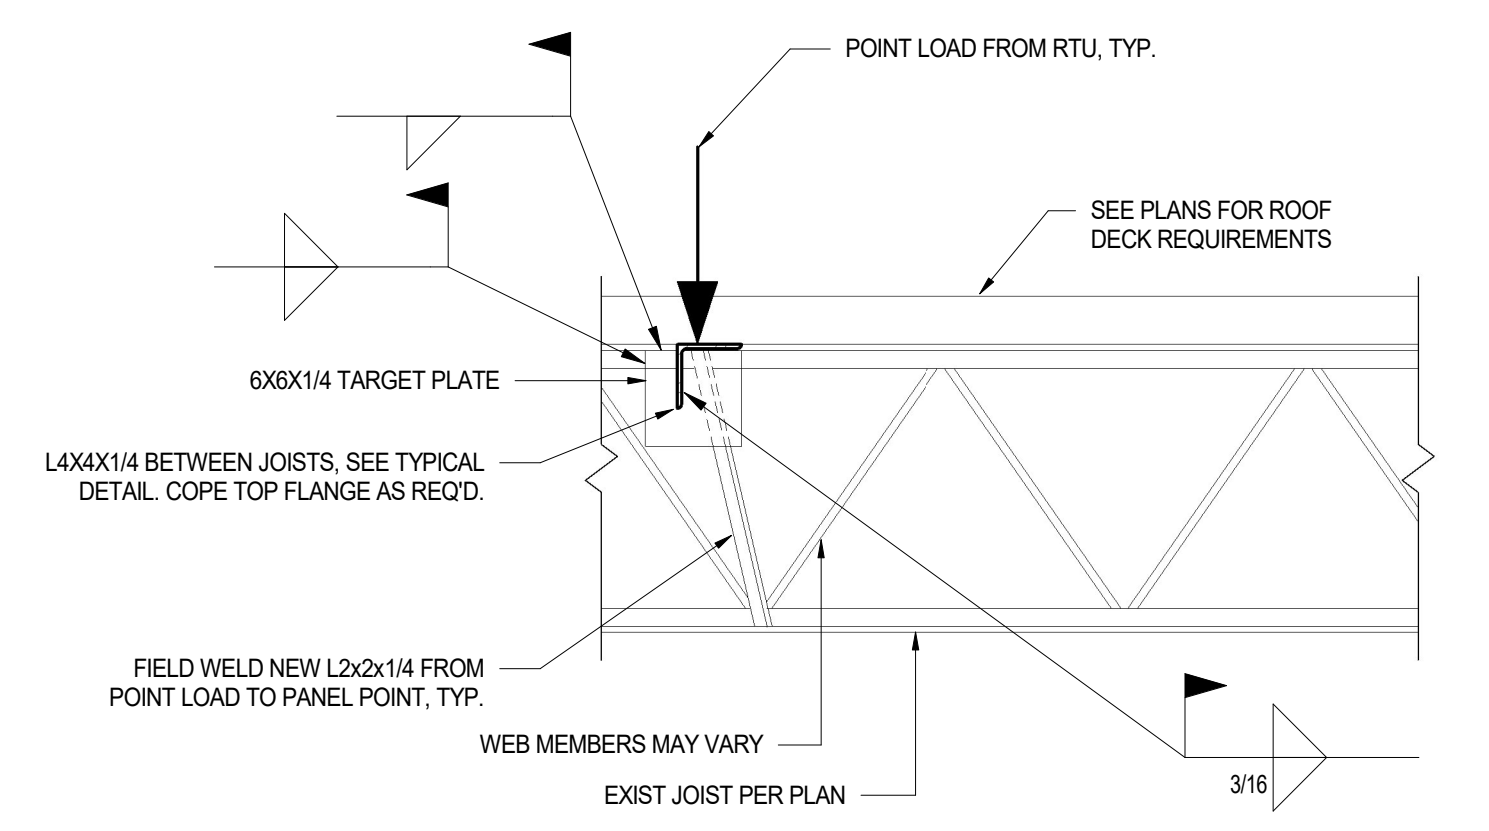 POINT LOAD FROM RTU, TYP.
SEE PLANS FOR ROOF
DECK REQUIREMENTS
6X6X1/4 TARGET PLATE
L4X4X1/4 BETWEEN JOISTS, SEE TYPICAL
DETAIL. COPE TOP FLANGE AS REQ'D.
FIELD WELD NEW L2x2x1/4 FROM
POINT LOAD TO PANEL POINT, TYP.
WEB MEMBERS MAY VARY
EXIST JOIST PER PLAN
3/16